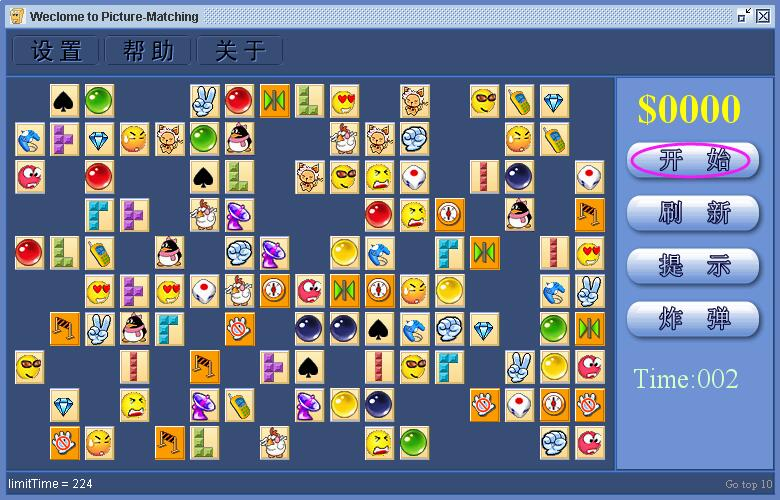 Weclome to Picture-Matching
设置 帮助 关于
$0000
开 始
刷 新
提 示
炸 弹
Time:002
limitTime = 224
Go top 10